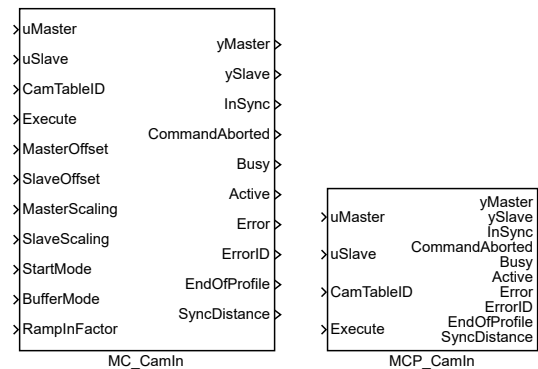 uMaster
uSlave
CamTableID
Execute
MasterOffset
SlaveOffset
MasterScaling
SlaveScaling
StartMode
BufferMode
RampInFactor
yMaster
ySlave
InSync
CommandAborted
Busy
Active
Error
ErrorID
EndOfProfile
SyncDistance
MC_CamIn
uMaster
uSlave
CamTableID
Execute
yMaster
ySlave
InSync
CommandAborted
Busy
Active
Error
ErrorID
EndOfProfile
SyncDistance
MCP_CamIn